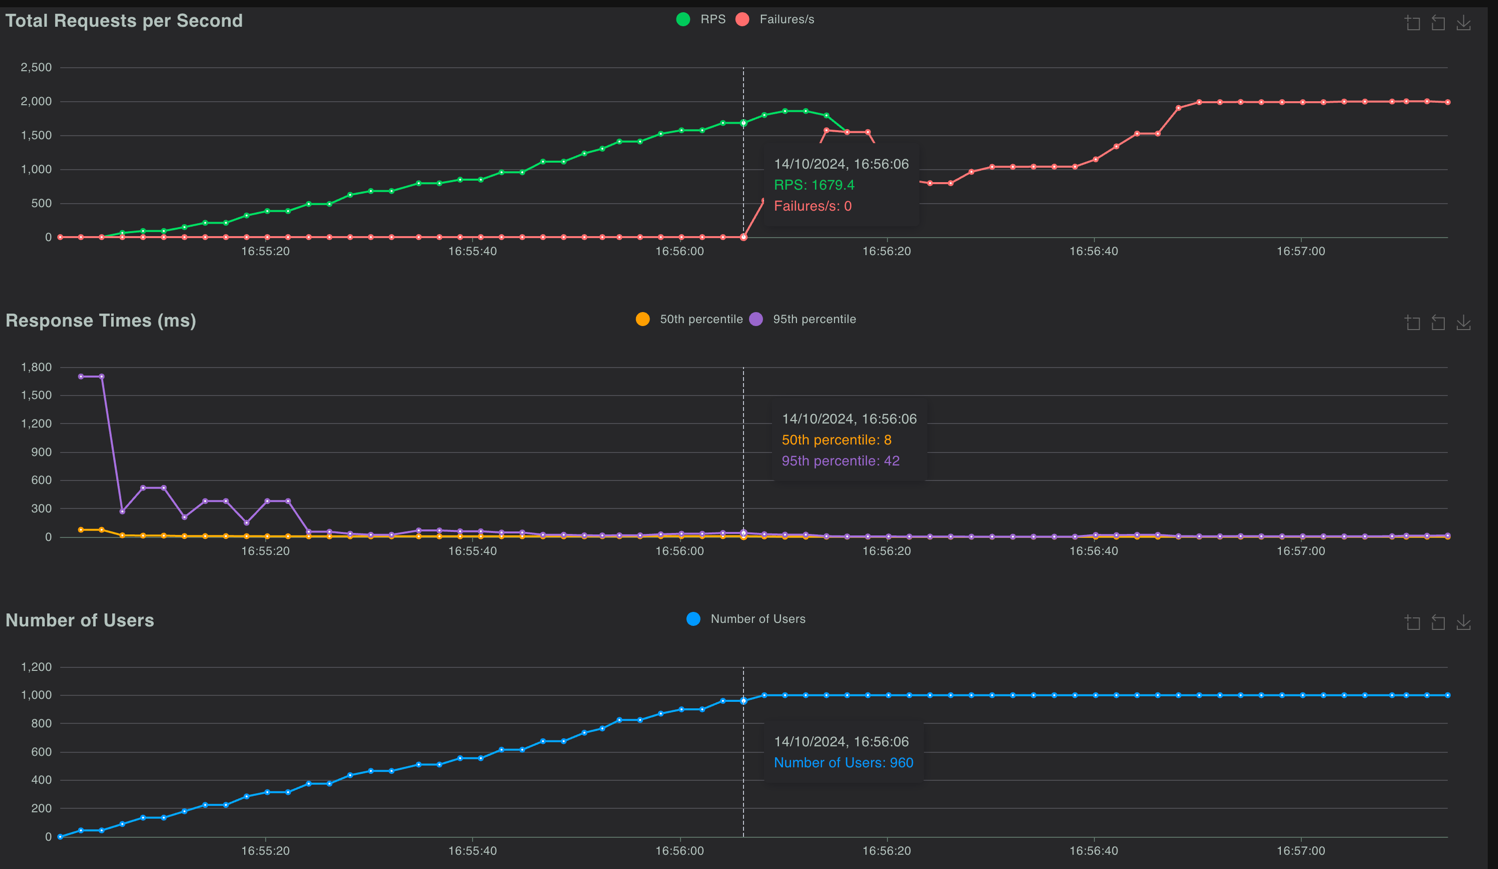 Total Requests per Second
RPS Failures/s
2,500
2,000
1,500
1,000
500
0
14/10/2024, 16:56:06
RPS: 1679.4
Failures/s: 0
16:55:20 16:55:40 16:56:00 16:56:20 16:56:40 16:57:00
Response Times (ms)
50th percentile 95th percentile
1,800
1,500
1,200
900
600
300
0
14/10/2024, 16:56:06
50th percentile: 8
95th percentile: 42
16:55:20 16:55:40 16:56:00 16:56:20 16:56:40 16:57:00
Number of Users
Number of Users
1,200
1,000
800
600
400
200
0
14/10/2024, 16:56:06
Number of Users: 960
16:55:20 16:55:40 16:56:00 16:56:20 16:56:40 16:57:00